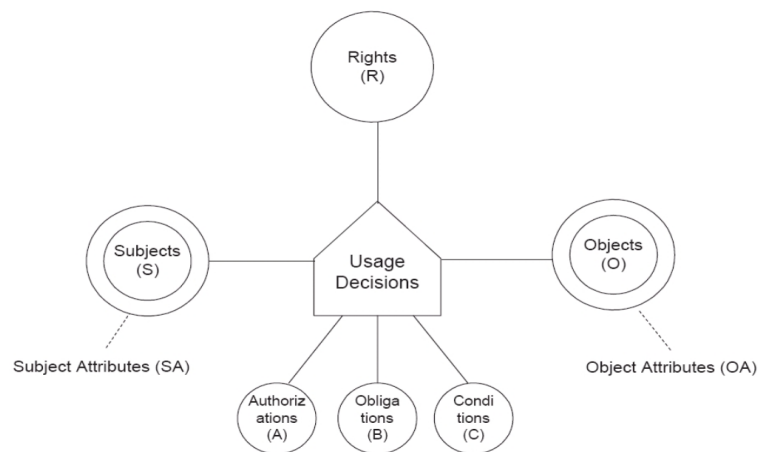 Rights
(R)
Subjects
(S)
Usage
Decisions
Objects
(O)
Subject Attributes (SA)
Object Attributes (OA)
Authoriz
ations
(A)
Obliga
tions
(B)
Condi
tions
(C)